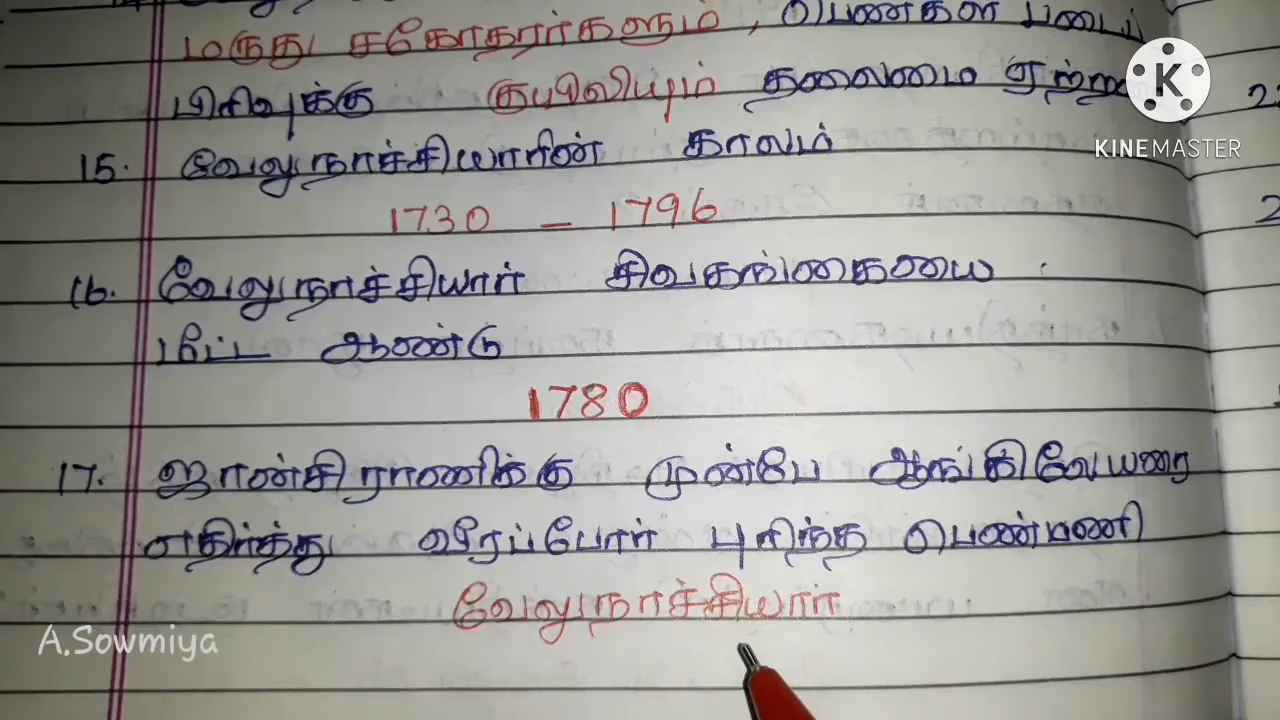 மருது சகோதரர்களும், பெண்கள் படைப்
பிரிவுக்கு குயிலியும் தலைமை ஏற்று
15. வேலுநாச்சியாரின் காலம்
1730 – 1796
16. வேலுநாச்சியார் சிவகங்கையை
மீட்ட ஆண்டு
1780
17. ஜான்சிராணிக்கு முன்பே ஆங்கிலேயரை
எதிர்த்து வீரப்போர் புரிந்த பெண்மணி
வேலுநாச்சியார்
A.Sowmiya
K
KINEMASTER